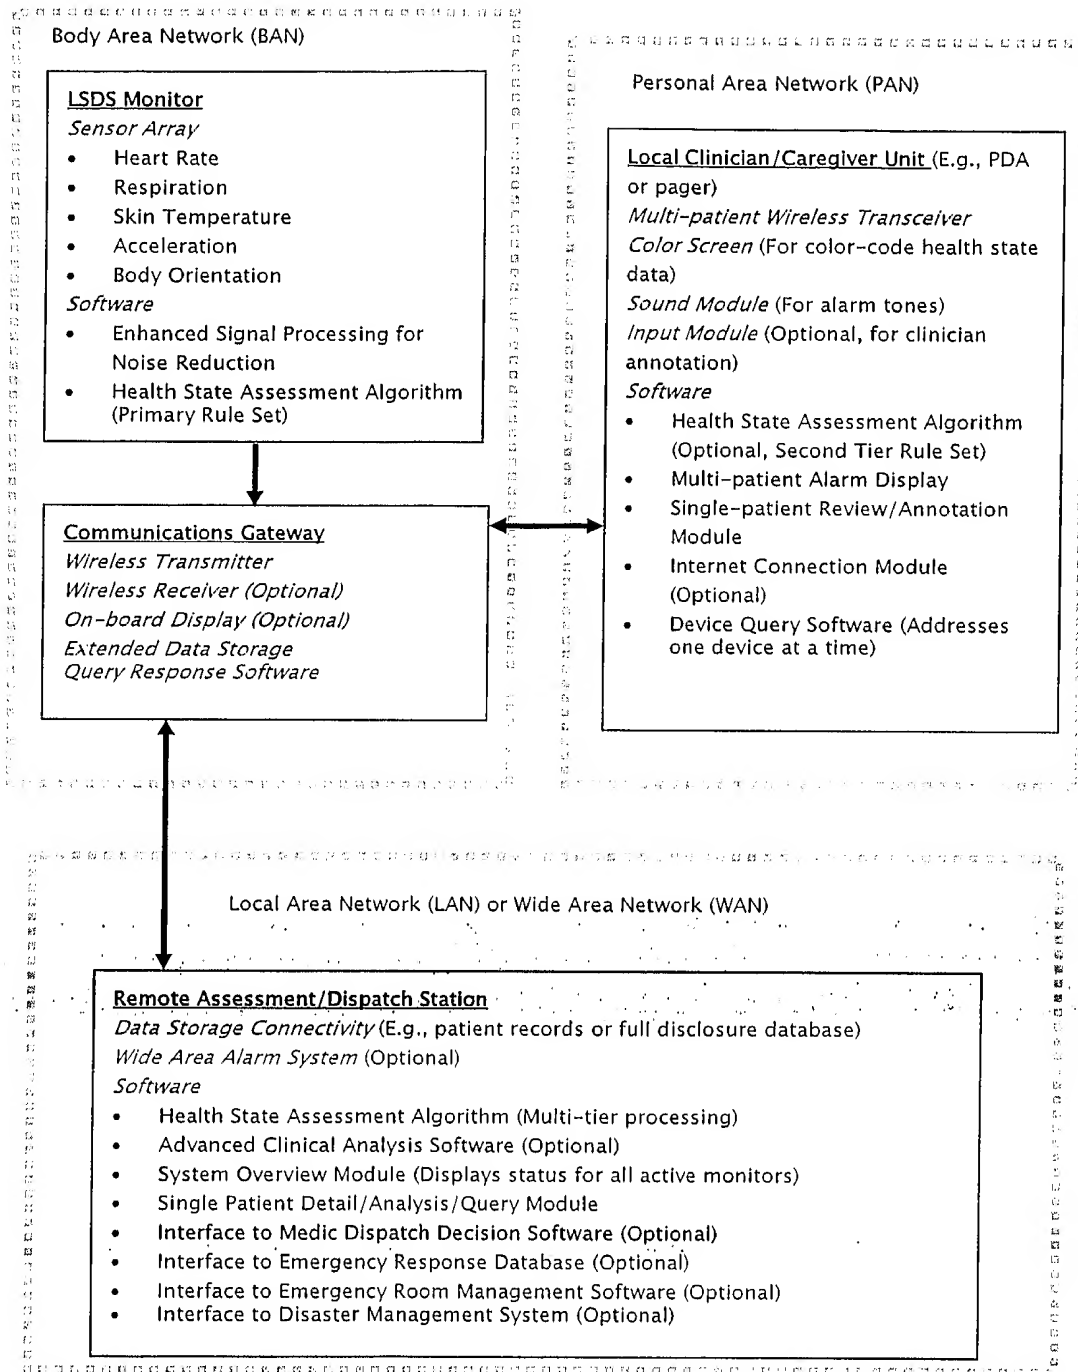 Body Area Network (BAN)
LSDS Monitor
Sensor Array
• Heart Rate
• Respiration
• Skin Temperature
• Acceleration
• Body Orientation
Software
• Enhanced Signal Processing for
Noise Reduction
• Health State Assessment Algorithm
(Primary Rule Set)
Communications Gateway
Wireless Transmitter
Wireless Receiver (Optional)
On-board Display (Optional)
Extended Data Storage
Query Response Software
Personal Area Network (PAN)
Local Clinician/Caregiver Unit (E.g., PDA
or pager)
Multi-patient Wireless Transceiver
Color Screen (For color-code health state
data)
Sound Module (For alarm tones)
Input Module (Optional, for clinician
annotation)
Software
• Health State Assessment Algorithm
(Optional, Second Tier Rule Set)
• Multi-patient Alarm Display
• Single-patient Review/Annotation
Module
• Internet Connection Module
(Optional)
• Device Query Software (Addresses
one device at a time)
Local Area Network (LAN) or Wide Area Network (WAN)
Remote Assessment/Dispatch Station
Data Storage Connectivity (E.g., patient records or full disclosure database)
Wide Area Alarm System (Optional)
Software
• Health State Assessment Algorithm (Multi-tier processing)
• Advanced Clinical Analysis Software (Optional)
• System Overview Module (Displays status for all active monitors)
• Single Patient Detail/Analysis/Query Module
• Interface to Medic Dispatch Decision Software (Optional)
• Interface to Emergency Response Database (Optional)
• Interface to Emergency Room Management Software (Optional)
• Interface to Disaster Management System (Optional)